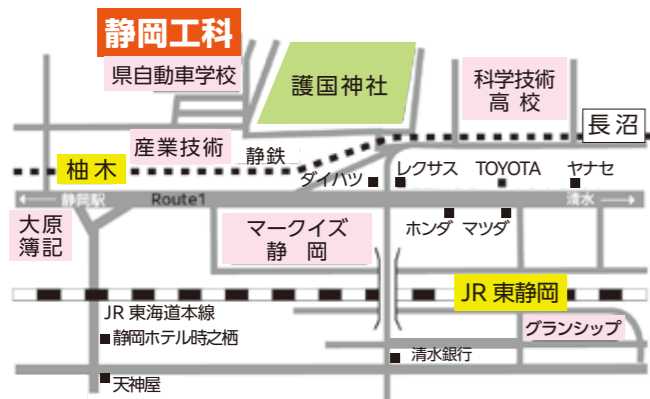 静岡工科
県自動車学校
護国神社
科学技術
高校
長沼
産業技術
静鉄
柚木
ダイハツ
レクサス
TOYOTA
ヤナセ
静岡駅
Route1
清水
大原
簿記
マークイズ
静岡
ホンダ
マツダ
JR 東静岡
JR 東海道本線
グランシップ
静岡ホテル時之栖
清水銀行
天神屋